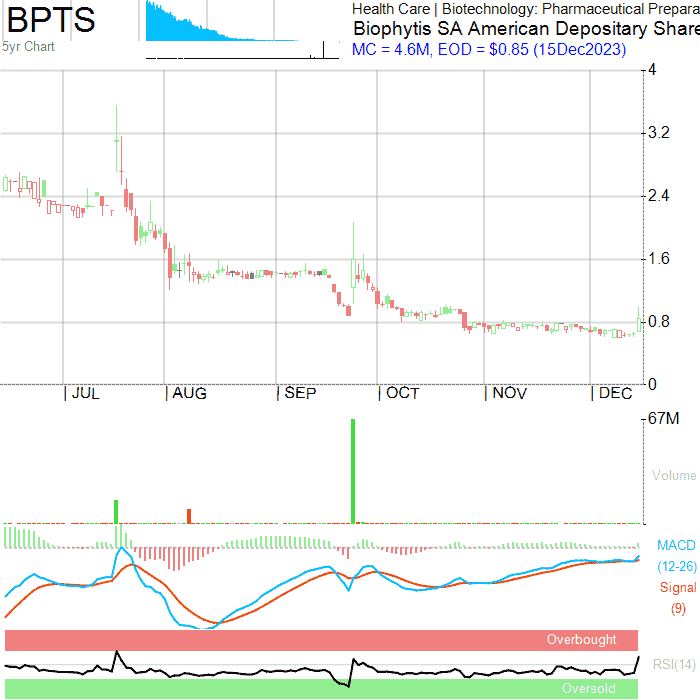 BPTS
5yr Chart
Health Care | Biotechnology: Pharmaceutical Prepara
Biophytis SA American Depositary Share
MC = 4.6M, EOD = $0.85 (15Dec2023)
4
3.2
2.4
1.6
0.8
0
JUL AUG SEP OCT NOV DEC
67M
Volume
MACD
(12-26)
Signal
(9)
Overbought
RSI(14)
Oversold